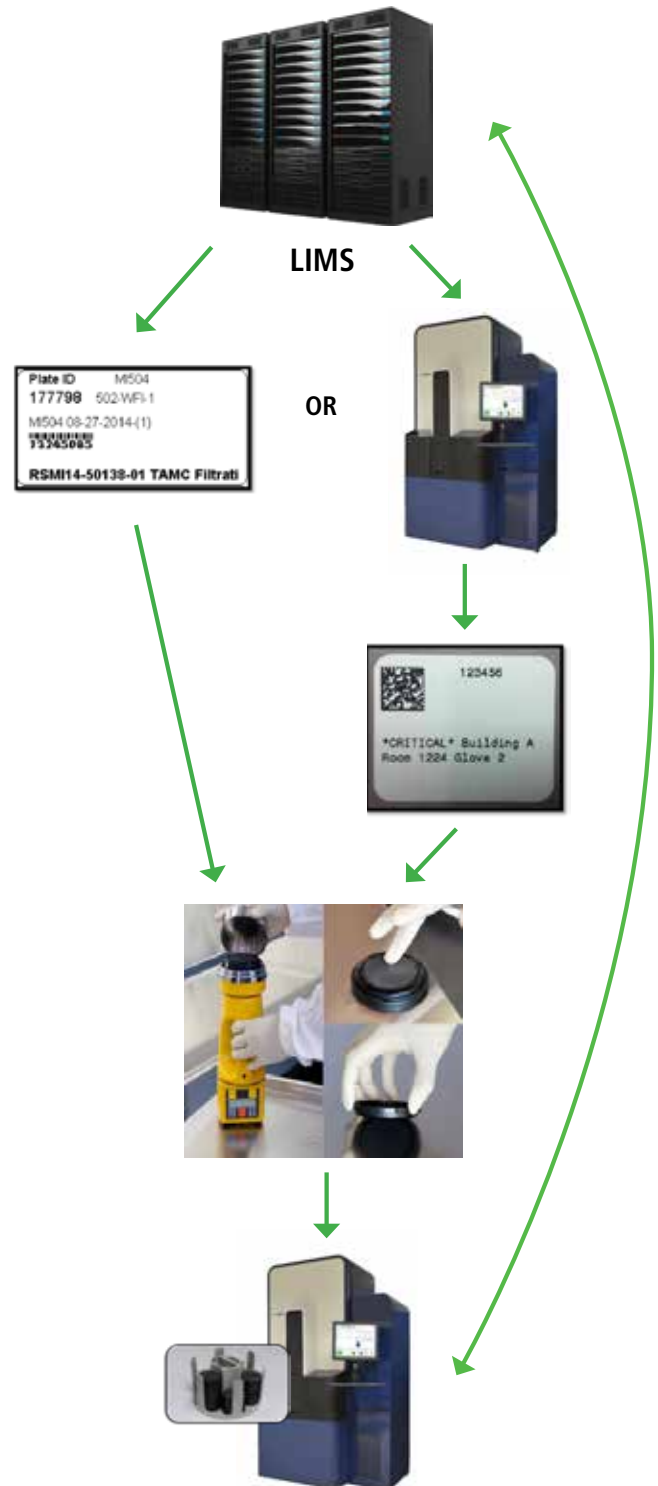 LIMS
Plate ID MI504
177798 502-WFI-1
MI504 08-27-2014-(1)
13245085
RSMI14-50138-01 TAMC Filtrati
OR
123456
*CRITICAL* Building A
Room 1224 Glove 2